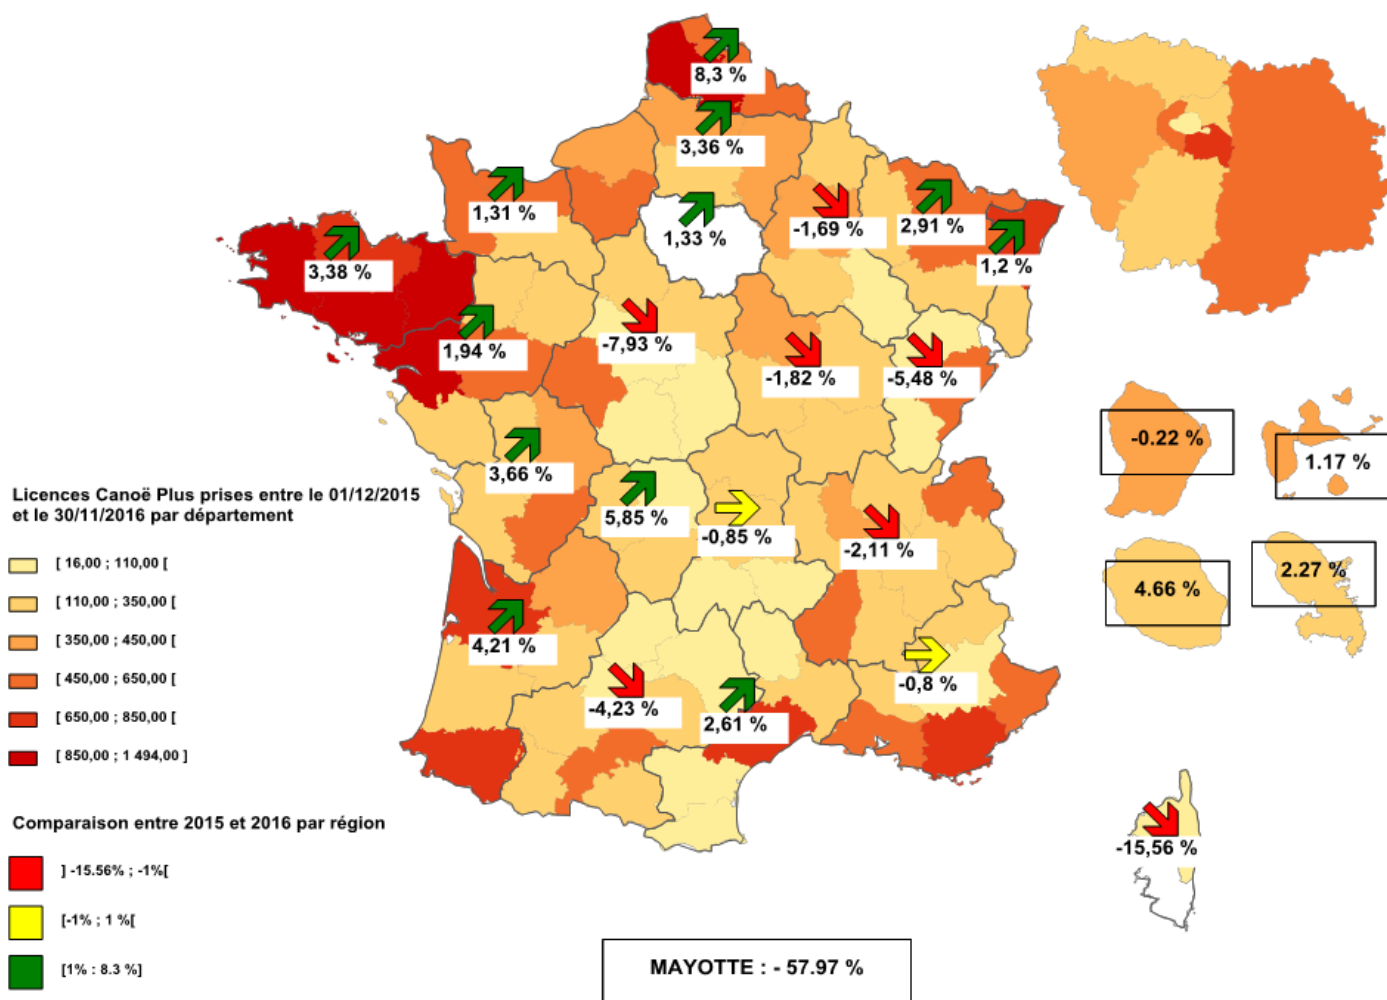 8,3 %
3,36 %
1,31 %
1,33 %
-1,69 %
2,91 %
1,2 %
3,38 %
1,94 %
-7,93 %
-1,82 %
-5,48 %
3,66 %
5,85 %
-0,85 %
-2,11 %
4,21 %
-4,23 %
2,61 %
-0,8 %
-0.22 %
1.17 %
4.66 %
2.27 %
-15,56 %
Licences Canoë Plus prises entre le 01/12/2015
et le 30/11/2016 par département
[ 16,00 ; 110,00 [
[ 110,00 ; 350,00 [
[ 350,00 ; 450,00 [
[ 450,00 ; 650,00 [
[ 650,00 ; 850,00 [
[ 850,00 ; 1 494,00 ]
Comparaison entre 2015 et 2016 par région
] -15.56% ; -1%[
[-1% ; 1 %[
[1% : 8.3 %]
MAYOTTE : - 57.97 %